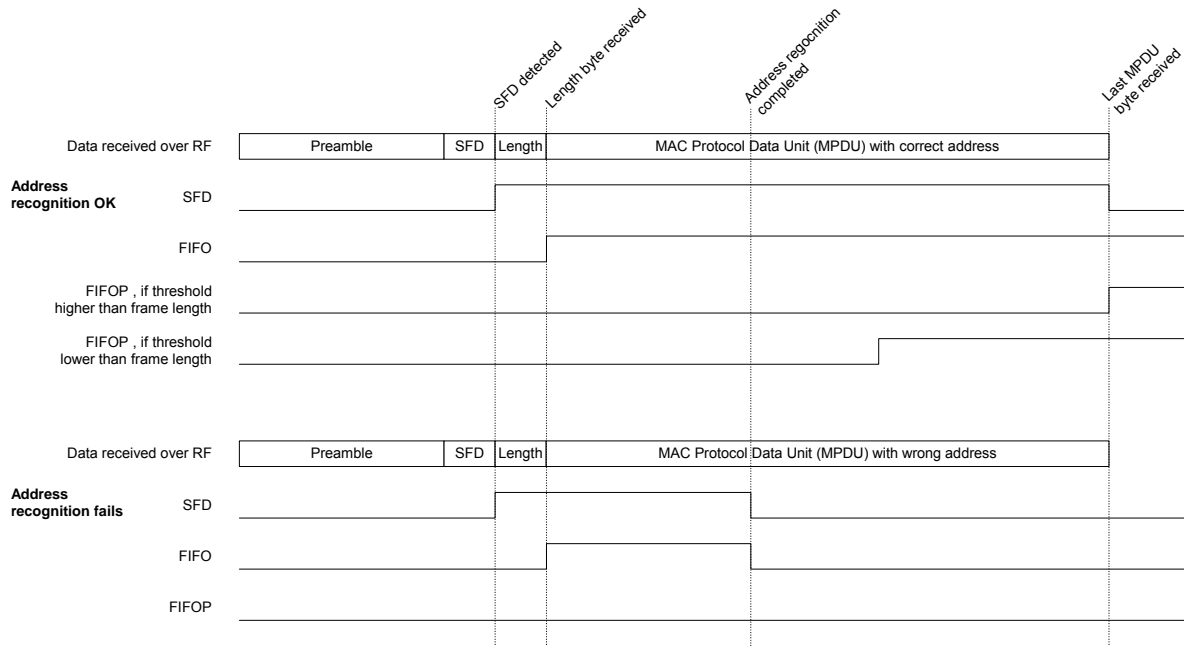 SFD detected
Length byte received
Address regocnition
completed
Last MPDU
byte received
Data received over RF
Preamble
SFD
Length
MAC Protocol Data Unit (MPDU) with correct address
Address
recognition OK
SFD
FIFO
FIFOP , if threshold
higher than frame length
FIFOP , if threshold
lower than frame length
Data received over RF
Preamble
SFD
Length
MAC Protocol Data Unit (MPDU) with wrong address
Address
recognition fails
SFD
FIFO
FIFOP